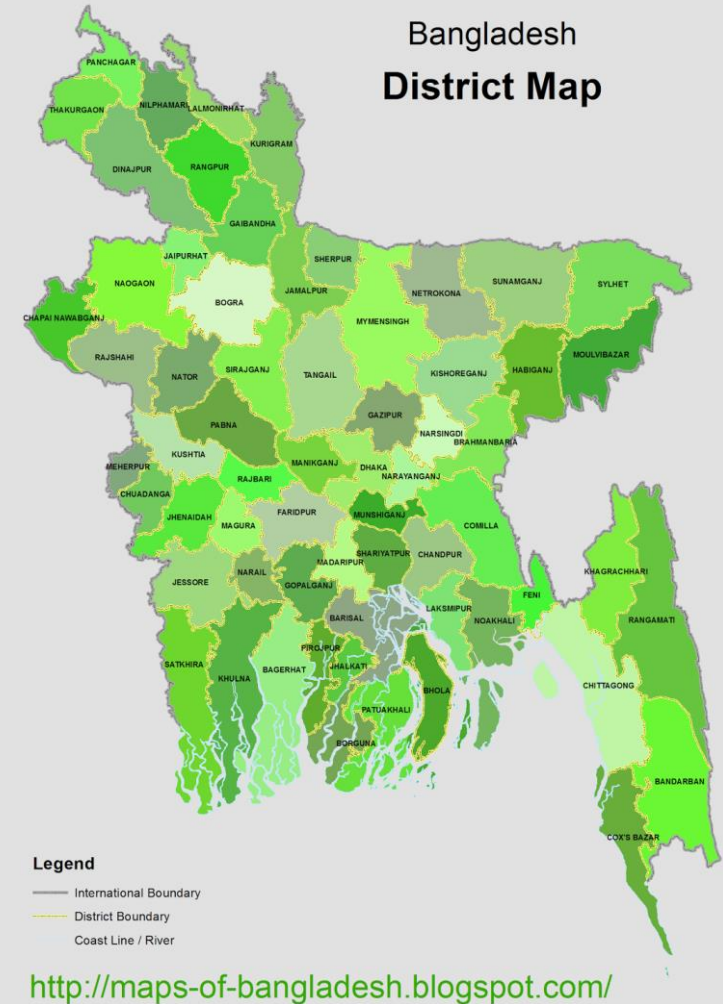 Bangladesh
District Map
PANCHAGAR
THAKURGAON
NILPHAMARI
LALMONIRHAT
KURIGRAM
DINAJPUR
RANGPUR
GAIBANDHA
JAIPURHAT
SHERPUR
NAOGAON
BOGRA
JAMALPUR
NETROKONA
SUNAMGANJ
SYLHET
CHAPAI NAWABGANJ
MYMENSINGH
RAJSHAHI
NATOR
SIRAJGANJ
TANGAIL
KISHOREGANJ
HABIGANJ
MOULVIBAZAR
PABNA
GAZIPUR
NARSINGDI
BRAHMANBARIA
KUSHTIA
MEHERPUR
MANIKGANJ
DHAKA
NARAYANGANJ
RAJBARI
CHUADANGA
JHENAIDAH
MAGURA
FARIDPUR
MUNSHIGANJ
COMILLA
MADARIPUR
SHARIYATPUR
CHANDPUR
JESSORE
NARAIL
GOPALGANJ
KHAGRACHHARI
FENI
LAKSMIPUR
NOAKHALI
RANGAMATI
BARISAL
SATKHIRA
KHULNA
BAGERHAT
PIROJPUR
JHALKATI
BHOLA
CHITTAGONG
PATUAKHALI
BORGUNA
BANDARBAN
COX'S BAZAR
Legend
International Boundary
District Boundary
Coast Line / River
http://maps-of-bangladesh.blogspot.com/